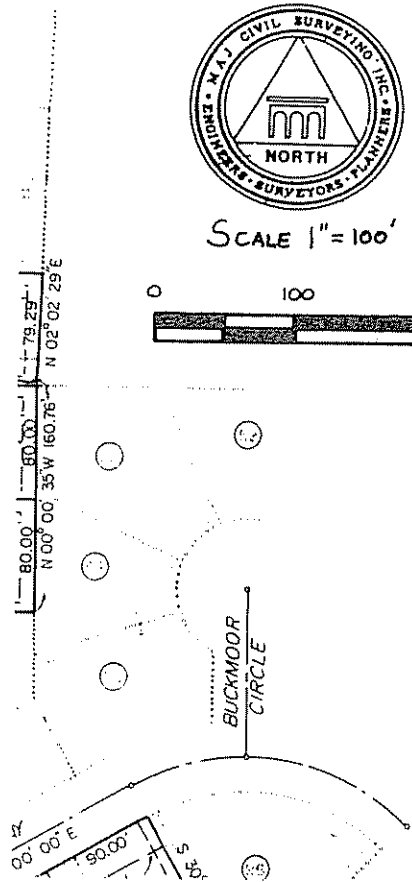 M A J CIVIL SURVEYING INC.
ENGINEERS • SURVEYORS • PLANNERS
NORTH
SCALE 1"=100'
0 100
79.29'
N 02° 02' 29" E
80.00'
80.00'
N 00° 00' 35" W 160.76'
BUCKMOOR
CIRCLE
00' 00" E
90.00'
S 30°